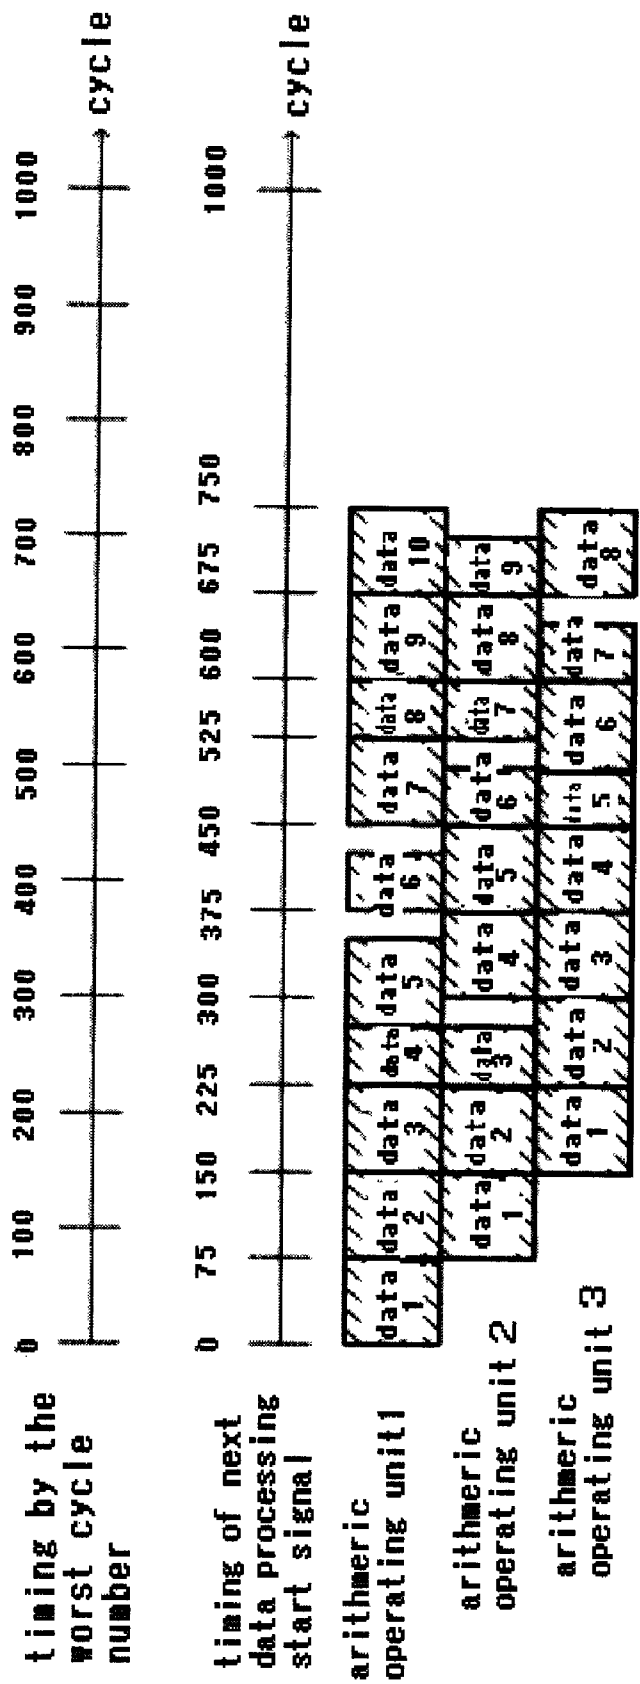 timing by the
worst cycle
number
0 100 200 300 400 500 600 700 800 900 1000 cycle
timing of next
data processing
start signal
0 75 150 225 300 375 450 525 600 675 750 1000 cycle
arithmeric
operating unit1
data 1 data 2 data 3 data 4 data 5 data 6 data 7 data 8 data 9 data 10
arithmeric
operating unit 2
data 1 data 2 data 3 data 4 data 5 data 6 data 7 data 8 data 9
arithmeric
operating unit 3
data 1 data 2 data 3 data 4 data 5 data 6 data 7 data 8